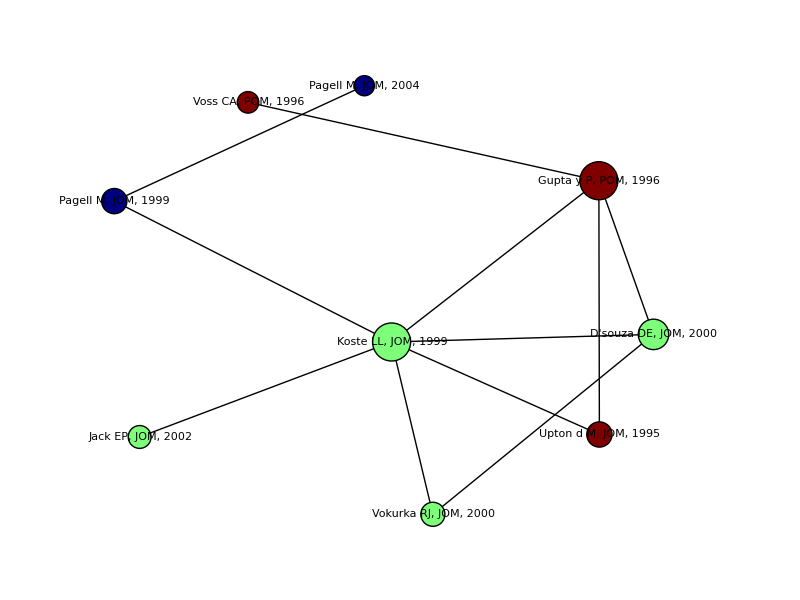 Pagell M, JOM, 2004
Voss CA, POM, 1996
Gupta y P, POM, 1996
Pagell M, JOM, 1999
D'souza DE, JOM, 2000
Koste LL, JOM, 1999
Upton d M, JOM, 1995
Jack EP, JOM, 2002
Vokurka RJ, JOM, 2000